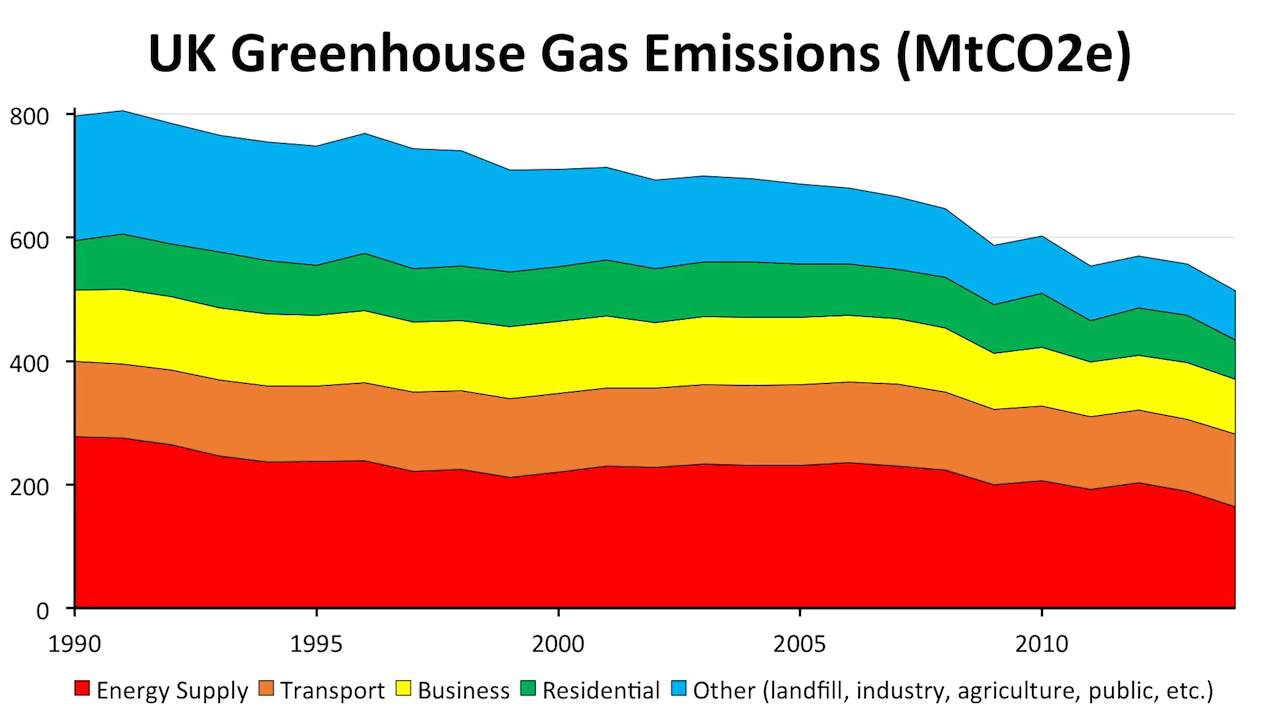 UK Greenhouse Gas Emissions (MtCO2e)
800
600
400
200
0
1990 1995 2000 2005 2010
Energy Supply Transport Business Residential Other (landfill, industry, agriculture, public, etc.)